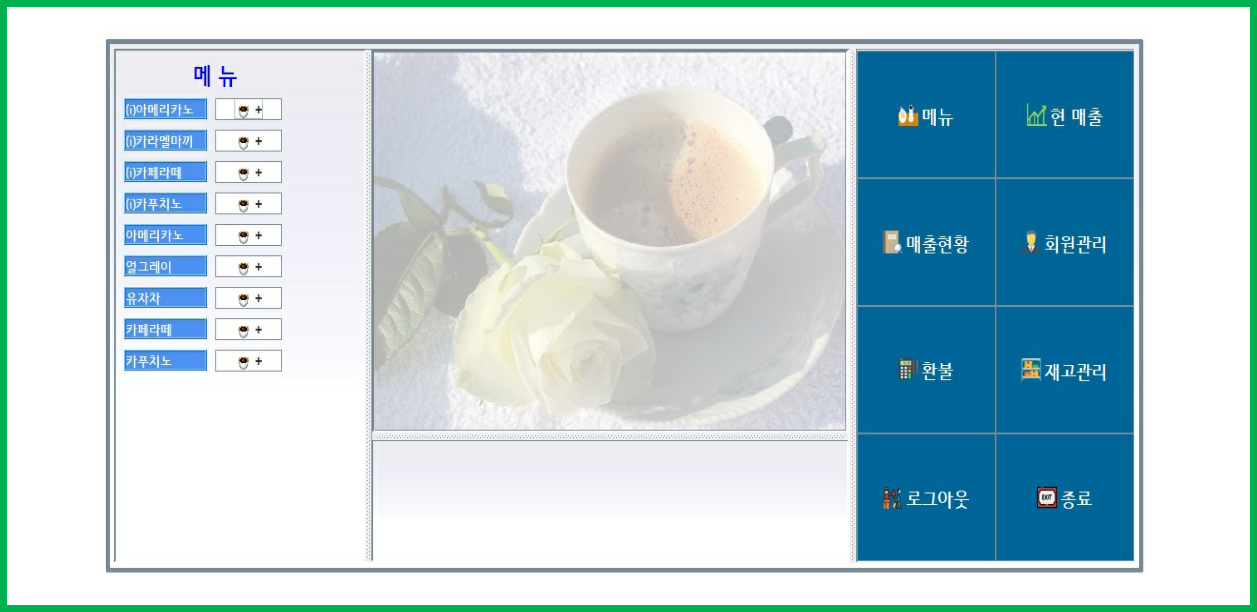 메 뉴
(i)아메리카노 +
(i)카라멜마끼 +
(i)카페라떼 +
(i)카푸치노 +
아메리카노 +
얼그레이 +
유자차 +
카페라떼 +
카푸치노 +
메뉴
현 매출
매출현황
회원관리
환불
재고관리
로그아웃
EXIT 종료